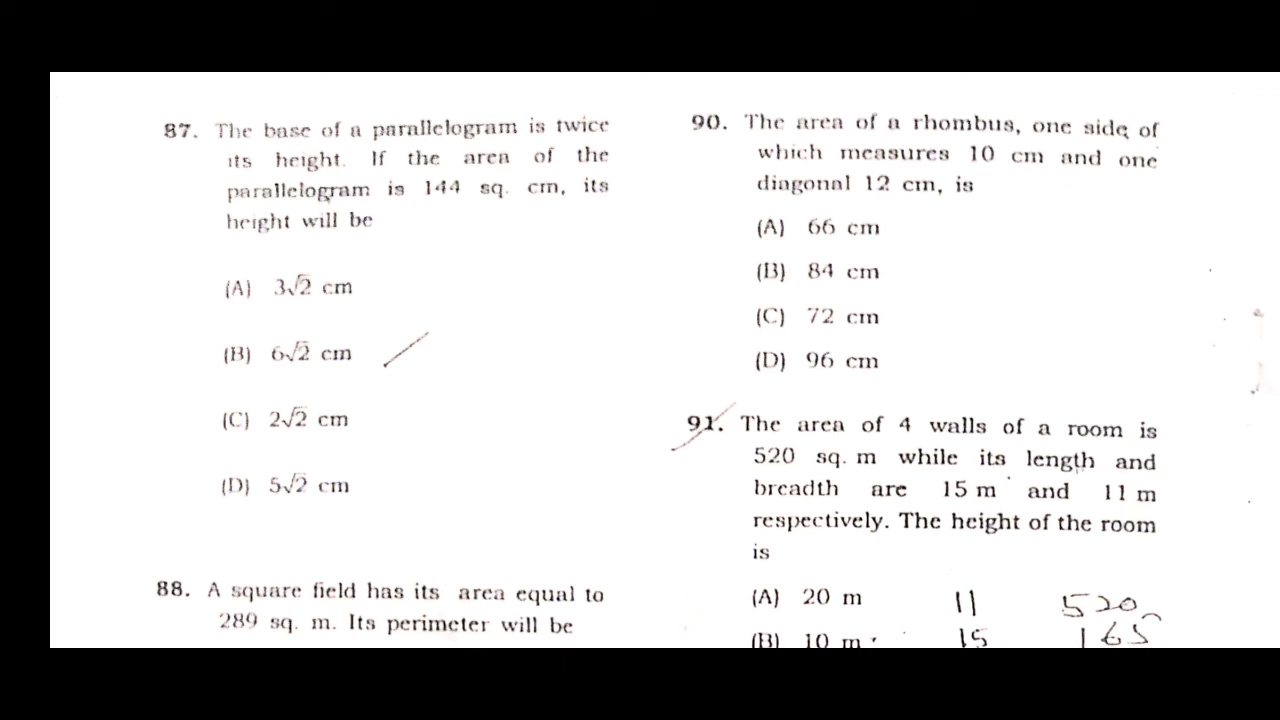 87. The base of a parallelogram is twice
its height. If the area of the
parallelogram is 144 sq. cm, its
height will be
(A) 3√2 cm
(B) 6√2 cm
(C) 2√2 cm
(D) 5√2 cm
88. A square field has its area equal to
289 sq. m. Its perimeter will be
90. The area of a rhombus, one side of
which measures 10 cm and one
diagonal 12 cm, is
(A) 66 cm
(B) 84 cm
(C) 72 cm
(D) 96 cm
91. The area of 4 walls of a room is
520 sq. m while its length and
breadth are 15 m and 11 m
respectively. The height of the room
is
(A) 20 m 11 520
(B) 10 m 15 165